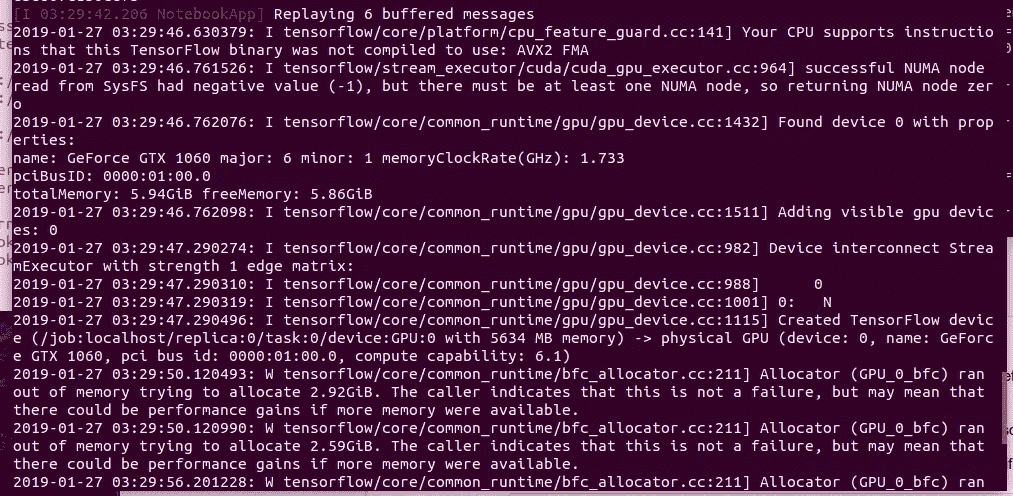 [I 03:29:42.206 NotebookApp] Replaying 6 buffered messages
2019-01-27 03:29:46.630379: I tensorflow/core/platform/cpu_feature_guard.cc:141] Your CPU supports instructio
ns that this TensorFlow binary was not compiled to use: AVX2 FMA
2019-01-27 03:29:46.761526: I tensorflow/stream_executor/cuda/cuda_gpu_executor.cc:964] successful NUMA node
read from SysFS had negative value (-1), but there must be at least one NUMA node, so returning NUMA node zer
o
2019-01-27 03:29:46.762076: I tensorflow/core/common_runtime/gpu/gpu_device.cc:1432] Found device 0 with prop
erties:
name: GeForce GTX 1060 major: 6 minor: 1 memoryClockRate(GHz): 1.733
pciBusID: 0000:01:00.0
totalMemory: 5.94GiB freeMemory: 5.86GiB
2019-01-27 03:29:46.762098: I tensorflow/core/common_runtime/gpu/gpu_device.cc:1511] Adding visible gpu devic
es: 0
2019-01-27 03:29:47.290274: I tensorflow/core/common_runtime/gpu/gpu_device.cc:982] Device interconnect Strea
mExecutor with strength 1 edge matrix:
2019-01-27 03:29:47.290310: I tensorflow/core/common_runtime/gpu/gpu_device.cc:988]      0
2019-01-27 03:29:47.290319: I tensorflow/core/common_runtime/gpu/gpu_device.cc:1001] 0:   N
2019-01-27 03:29:47.290496: I tensorflow/core/common_runtime/gpu/gpu_device.cc:1115] Created TensorFlow devic
e (/job:localhost/replica:0/task:0/device:GPU:0 with 5634 MB memory) -> physical GPU (device: 0, name: GeForc
e GTX 1060, pci bus id: 0000:01:00.0, compute capability: 6.1)
2019-01-27 03:29:50.120493: W tensorflow/core/common_runtime/bfc_allocator.cc:211] Allocator (GPU_0_bfc) ran
out of memory trying to allocate 2.92GiB. The caller indicates that this is not a failure, but may mean that
there could be performance gains if more memory were available.
2019-01-27 03:29:50.120990: W tensorflow/core/common_runtime/bfc_allocator.cc:211] Allocator (GPU_0_bfc) ran
out of memory trying to allocate 2.59GiB. The caller indicates that this is not a failure, but may mean that
there could be performance gains if more memory were available.
2019-01-27 03:29:56.201228: W tensorflow/core/common_runtime/bfc_allocator.cc:211] Allocator (GPU_0_bfc) ran